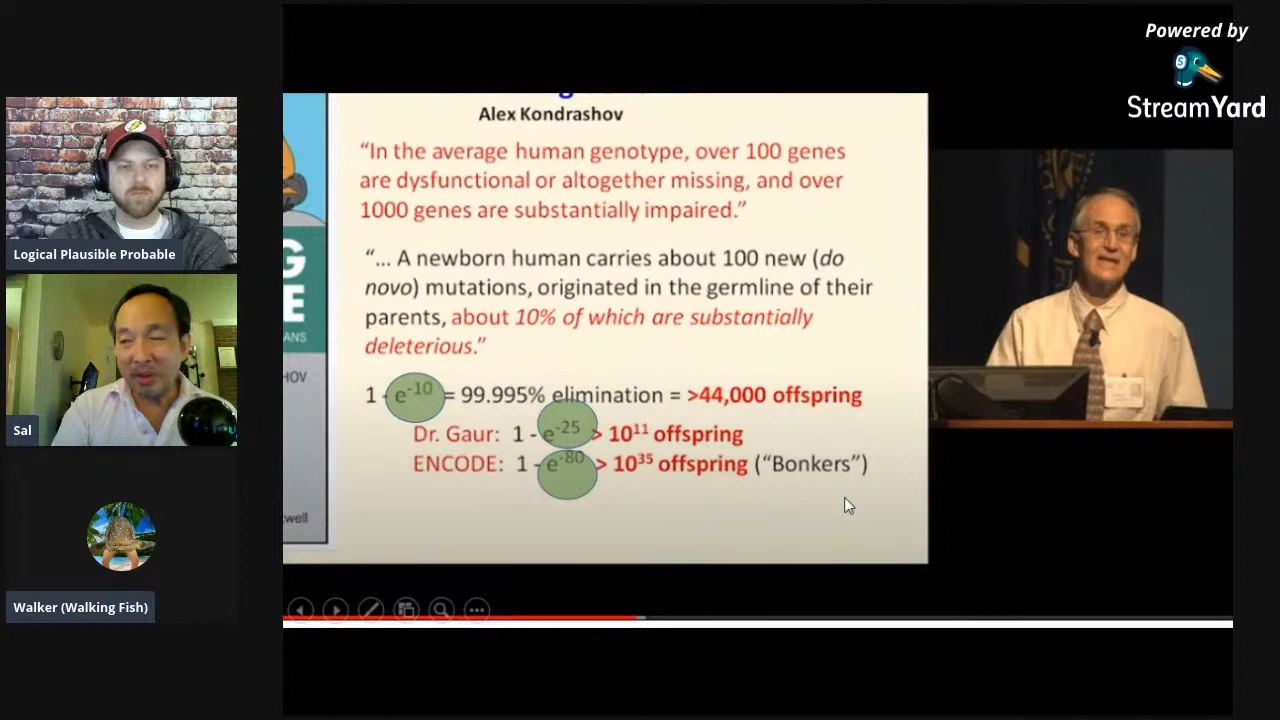 Powered by
StreamYard
Alex Kondrashov
“In the average human genotype, over 100 genes
are dysfunctional or altogether missing, and over
1000 genes are substantially impaired.”
“... A newborn human carries about 100 new (do
novo) mutations, originated in the germline of their
parents, about 10% of which are substantially
deleterious.”
1 - e⁻¹⁰ = 99.995% elimination = >44,000 offspring
Dr. Gaur: 1 - e⁻²⁵ > 10¹¹ offspring
ENCODE: 1 - e⁻⁸⁰ > 10³⁵ offspring (“Bonkers”)
G
E
ANS
HOV
well
Logical Plausible Probable
Sal
Walker (Walking Fish)